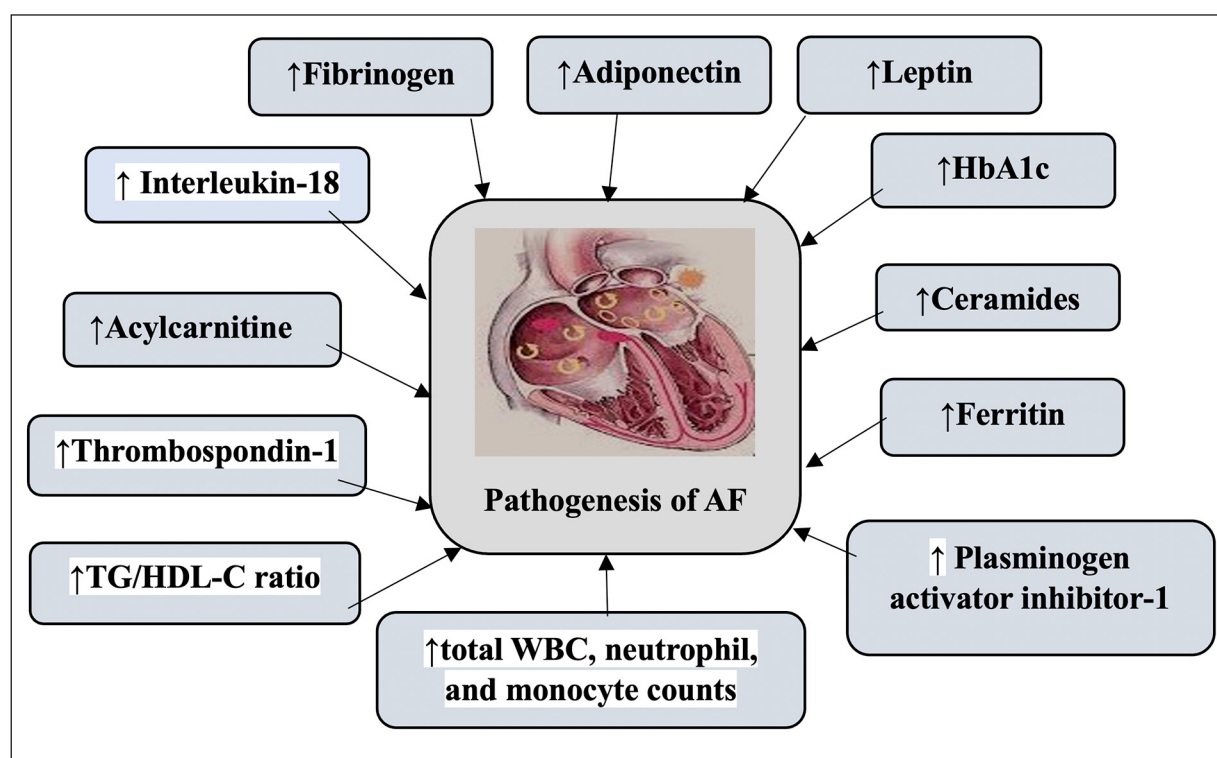 ↑Fibrinogen
↑Adiponectin
↑Leptin
↑ Interleukin-18
↑HbA1c
↑Acylcarnitine
↑Ceramides
↑Thrombospondin-1
↑Ferritin
Pathogenesis of AF
↑TG/HDL-C ratio
↑ Plasminogen
activator inhibitor-1
↑total WBC, neutrophil,
and monocyte counts